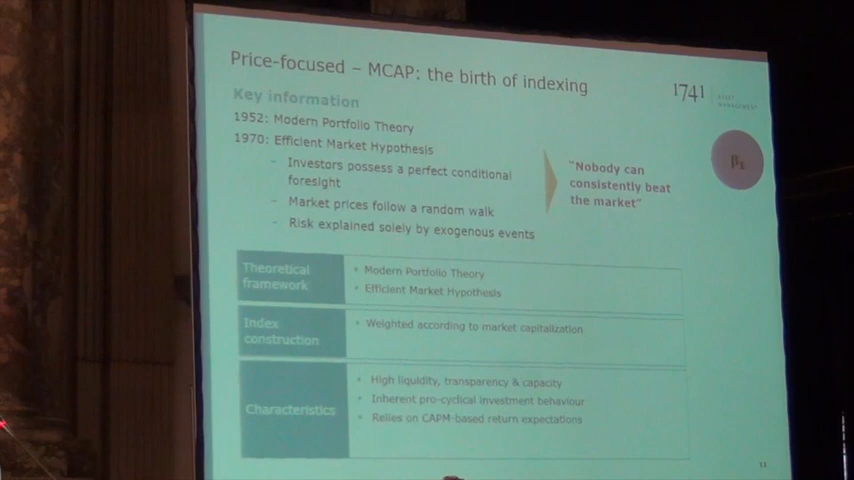 Price-focused – MCAP: the birth of indexing
1741
ASSET
MANAGEMENT
Key information
1952: Modern Portfolio Theory
1970: Efficient Market Hypothesis
- Investors possess a perfect conditional
foresight
- Market prices follow a random walk
- Risk explained solely by exogenous events
"Nobody can
consistently beat
the market"
Theoretical
framework
• Modern Portfolio Theory
• Efficient Market Hypothesis
Index
construction
• Weighted according to market capitalization
Characteristics
• High liquidity, transparency & capacity
• Inherent pro-cyclical investment behaviour
• Relies on CAPM-based return expectations
11